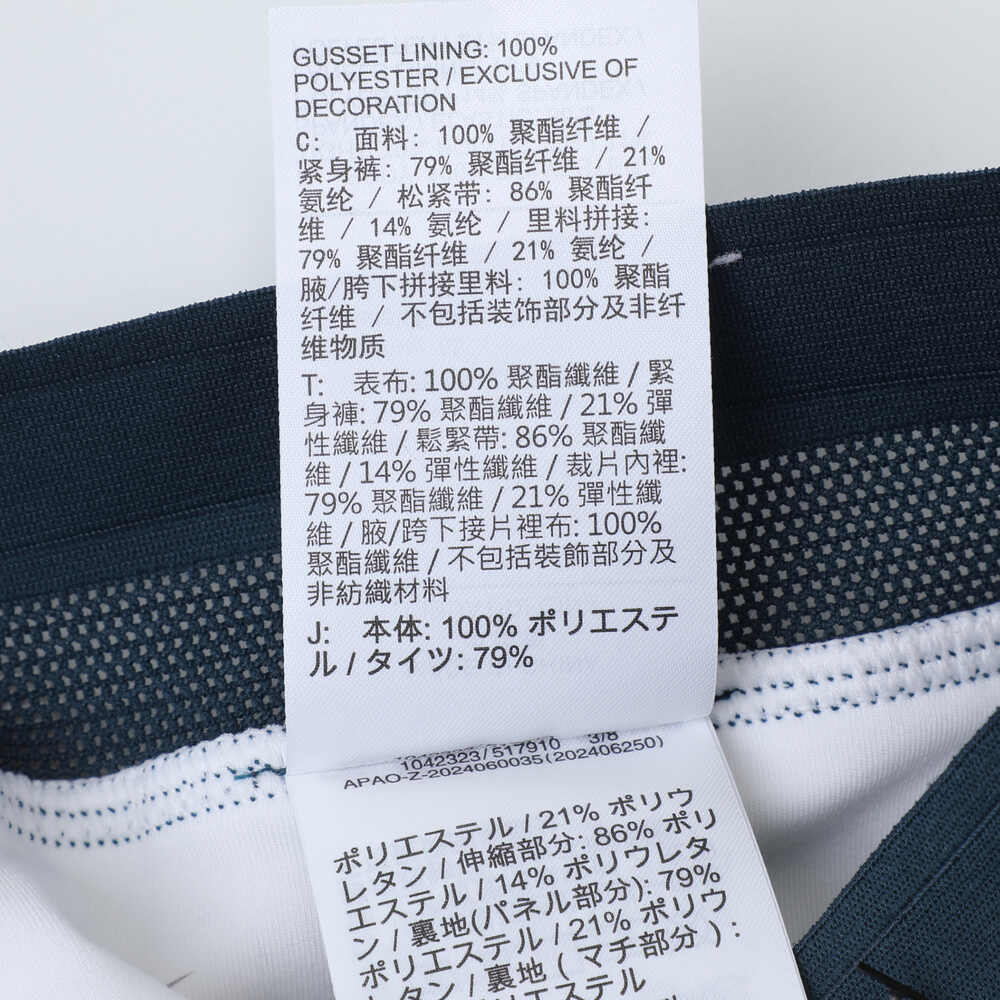 GUSSET LINING: 100%
POLYESTER / EXCLUSIVE OF
DECORATION
C: 面料: 100% 聚酯纤维 /
紧身裤: 79% 聚酯纤维 / 21%
氨纶 / 松紧带: 86% 聚酯纤
维 / 14% 氨纶 / 里料拼接:
79% 聚酯纤维 / 21% 氨纶 /
腋/胯下拼接里料: 100% 聚酯
纤维 / 不包括装饰部分及非纤
维物质
T: 表布: 100% 聚酯纖維 / 緊
身褲: 79% 聚酯纖維 / 21% 彈
性纖維 / 鬆緊帶: 86% 聚酯纖
維 / 14% 彈性纖維 / 裁片內裡:
79% 聚酯纖維 / 21% 彈性纖
維 / 腋/跨下接片裡布: 100%
聚酯纖維 / 不包括裝飾部分及
非紡織材料
J: 本体: 100% ポリエステ
ル / タイツ: 79%
1042323/517910 3/8
APAO-Z-2024060035(202406250)
ポリエステル / 21% ポリウ
レタン / 伸縮部分: 86% ポリ
エステル / 14% ポリウレタ
ン / 裏地(パネル部分): 79%
ポリエステル / 21% ポリウ
レタン / 裏地 ( マチ部分 ) :